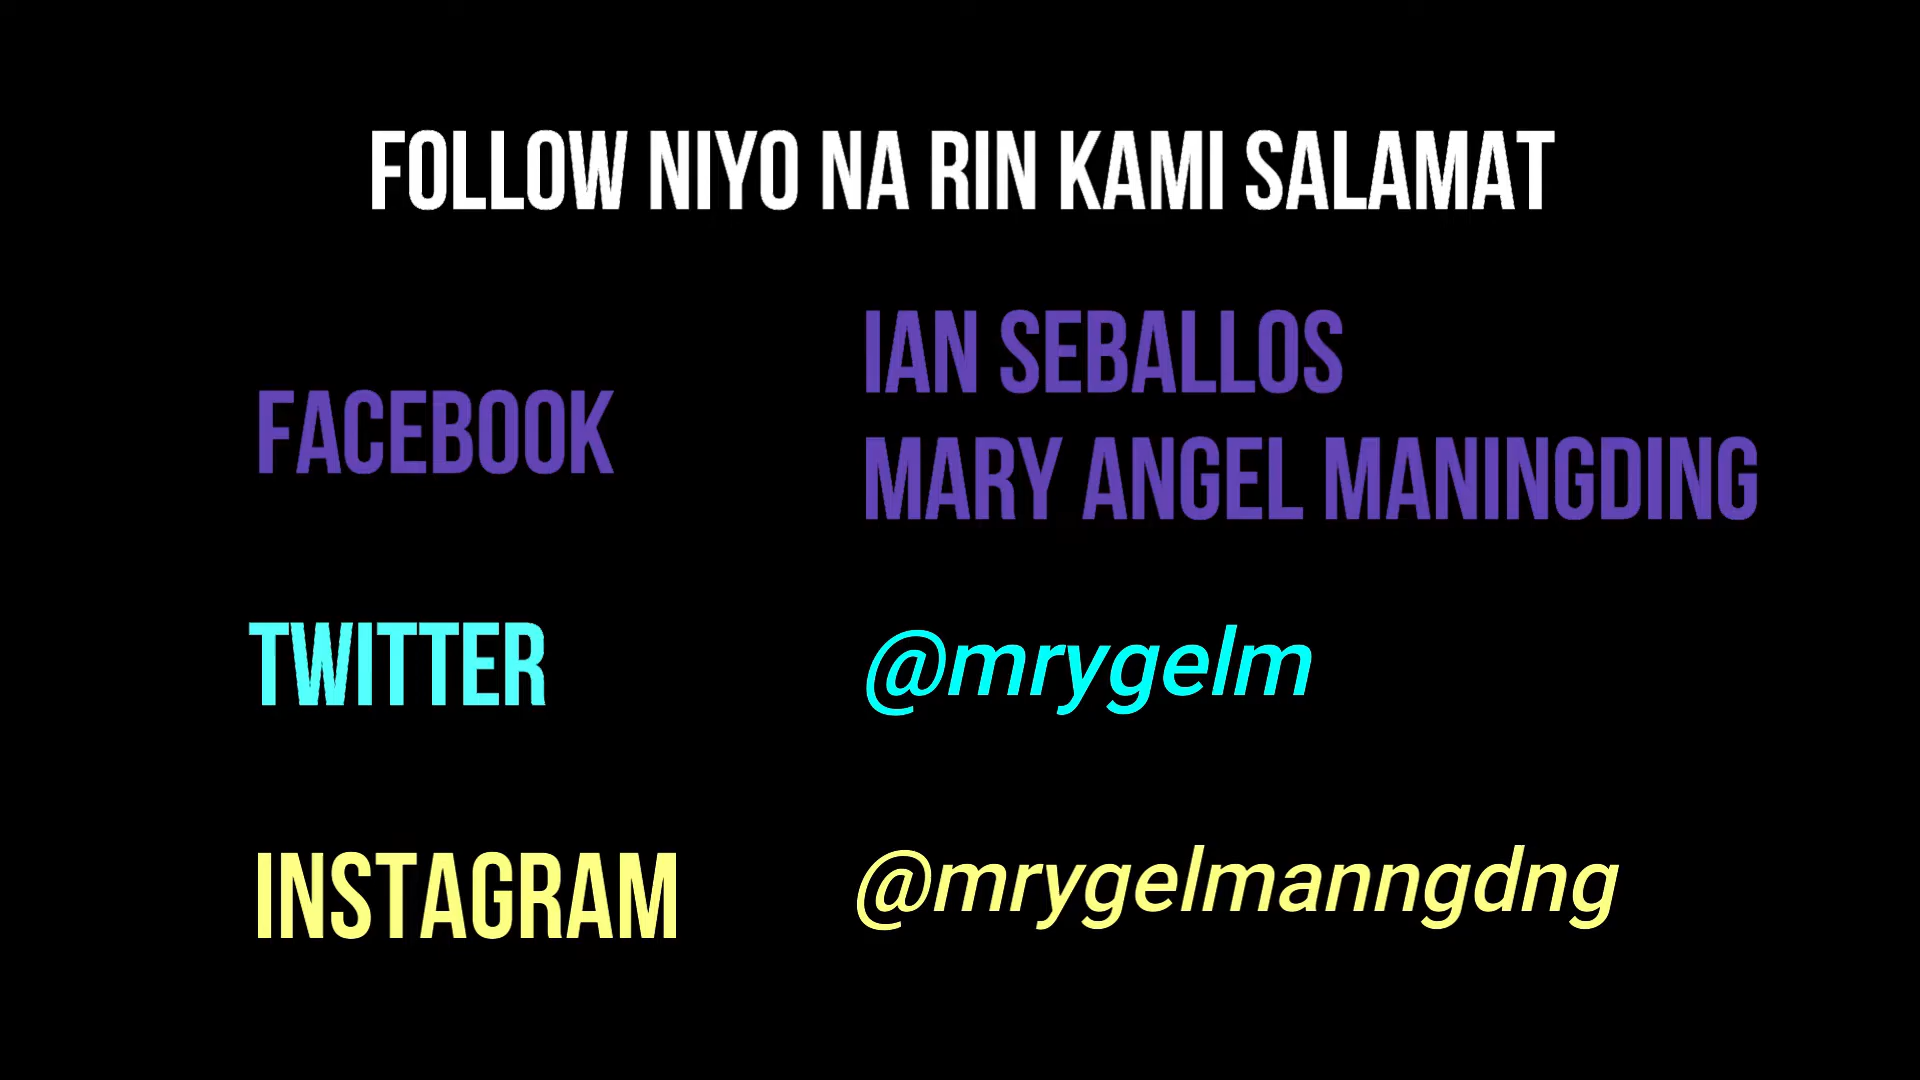 FOLLOW NIYO NA RIN KAMI SALAMAT
FACEBOOK
IAN SEBALLOS
MARY ANGEL MANINGDING
TWITTER
@mrygelm
INSTAGRAM
@mrygelmanngdng